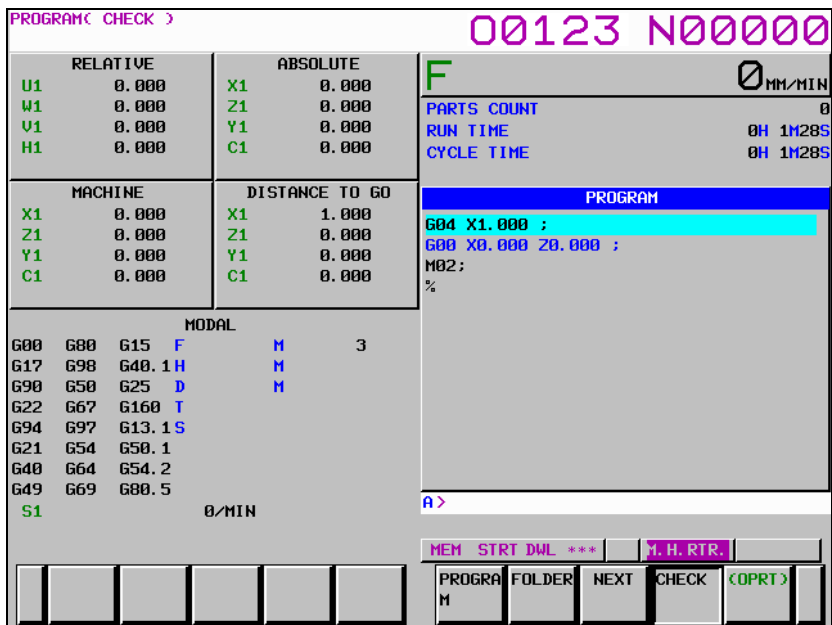 PROGRAM( CHECK )
O0123 N00000
RELATIVE
U1 0.000
W1 0.000
V1 0.000
H1 0.000
ABSOLUTE
X1 0.000
Z1 0.000
Y1 0.000
C1 0.000
F 0 MM/MIN
PARTS COUNT 0
RUN TIME 0H 1M28S
CYCLE TIME 0H 1M28S
MACHINE
X1 0.000
Z1 0.000
Y1 0.000
C1 0.000
DISTANCE TO GO
X1 1.000
Z1 0.000
Y1 0.000
C1 0.000
PROGRAM
G04 X1.000 ;
G00 X0.000 Z0.000 ;
M02;
%
MODAL
G00 G80 G15 F M 3
G17 G98 G40.1 H M
G90 G50 G25 D M
G22 G67 G160 T
G94 G97 G13.1 S
G21 G54 G50.1
G40 G64 G54.2
G49 G69 G80.5
S1 0/MIN
A>
MEM STRT DWL *** M.H.RTR.
PROGRA
M
FOLDER
NEXT
CHECK
(OPRT)